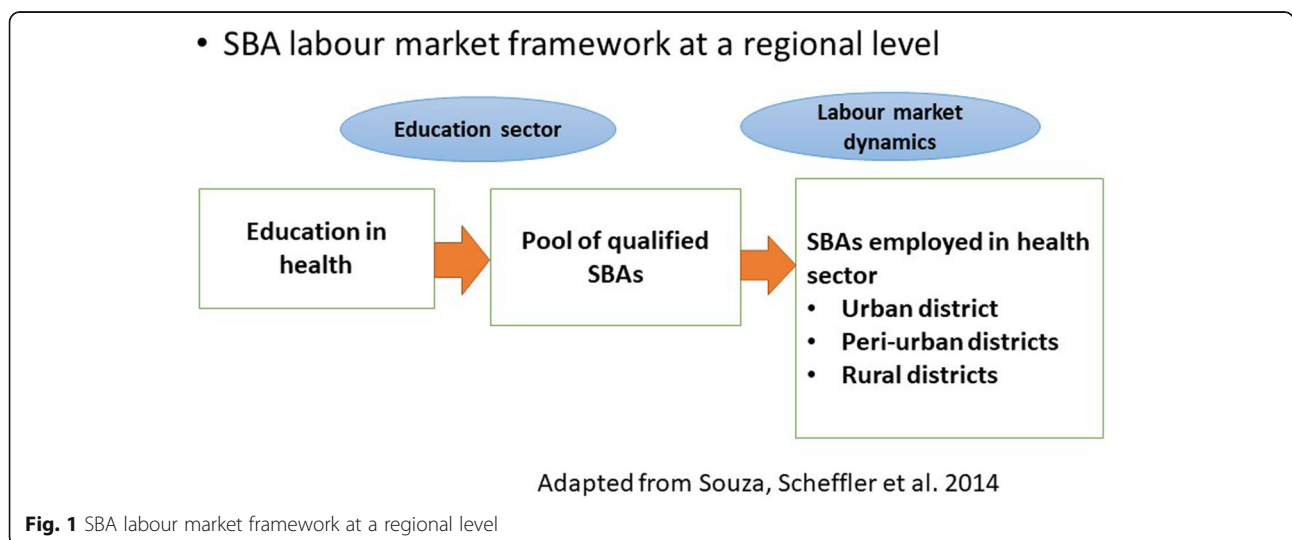 • SBA labour market framework at a regional level
Education sector
Labour market
dynamics
Education in
health
Pool of qualified
SBAs
SBAs employed in health
sector
• Urban district
• Peri-urban districts
• Rural districts
Adapted from Souza, Scheffler et al. 2014
Fig. 1 SBA labour market framework at a regional level